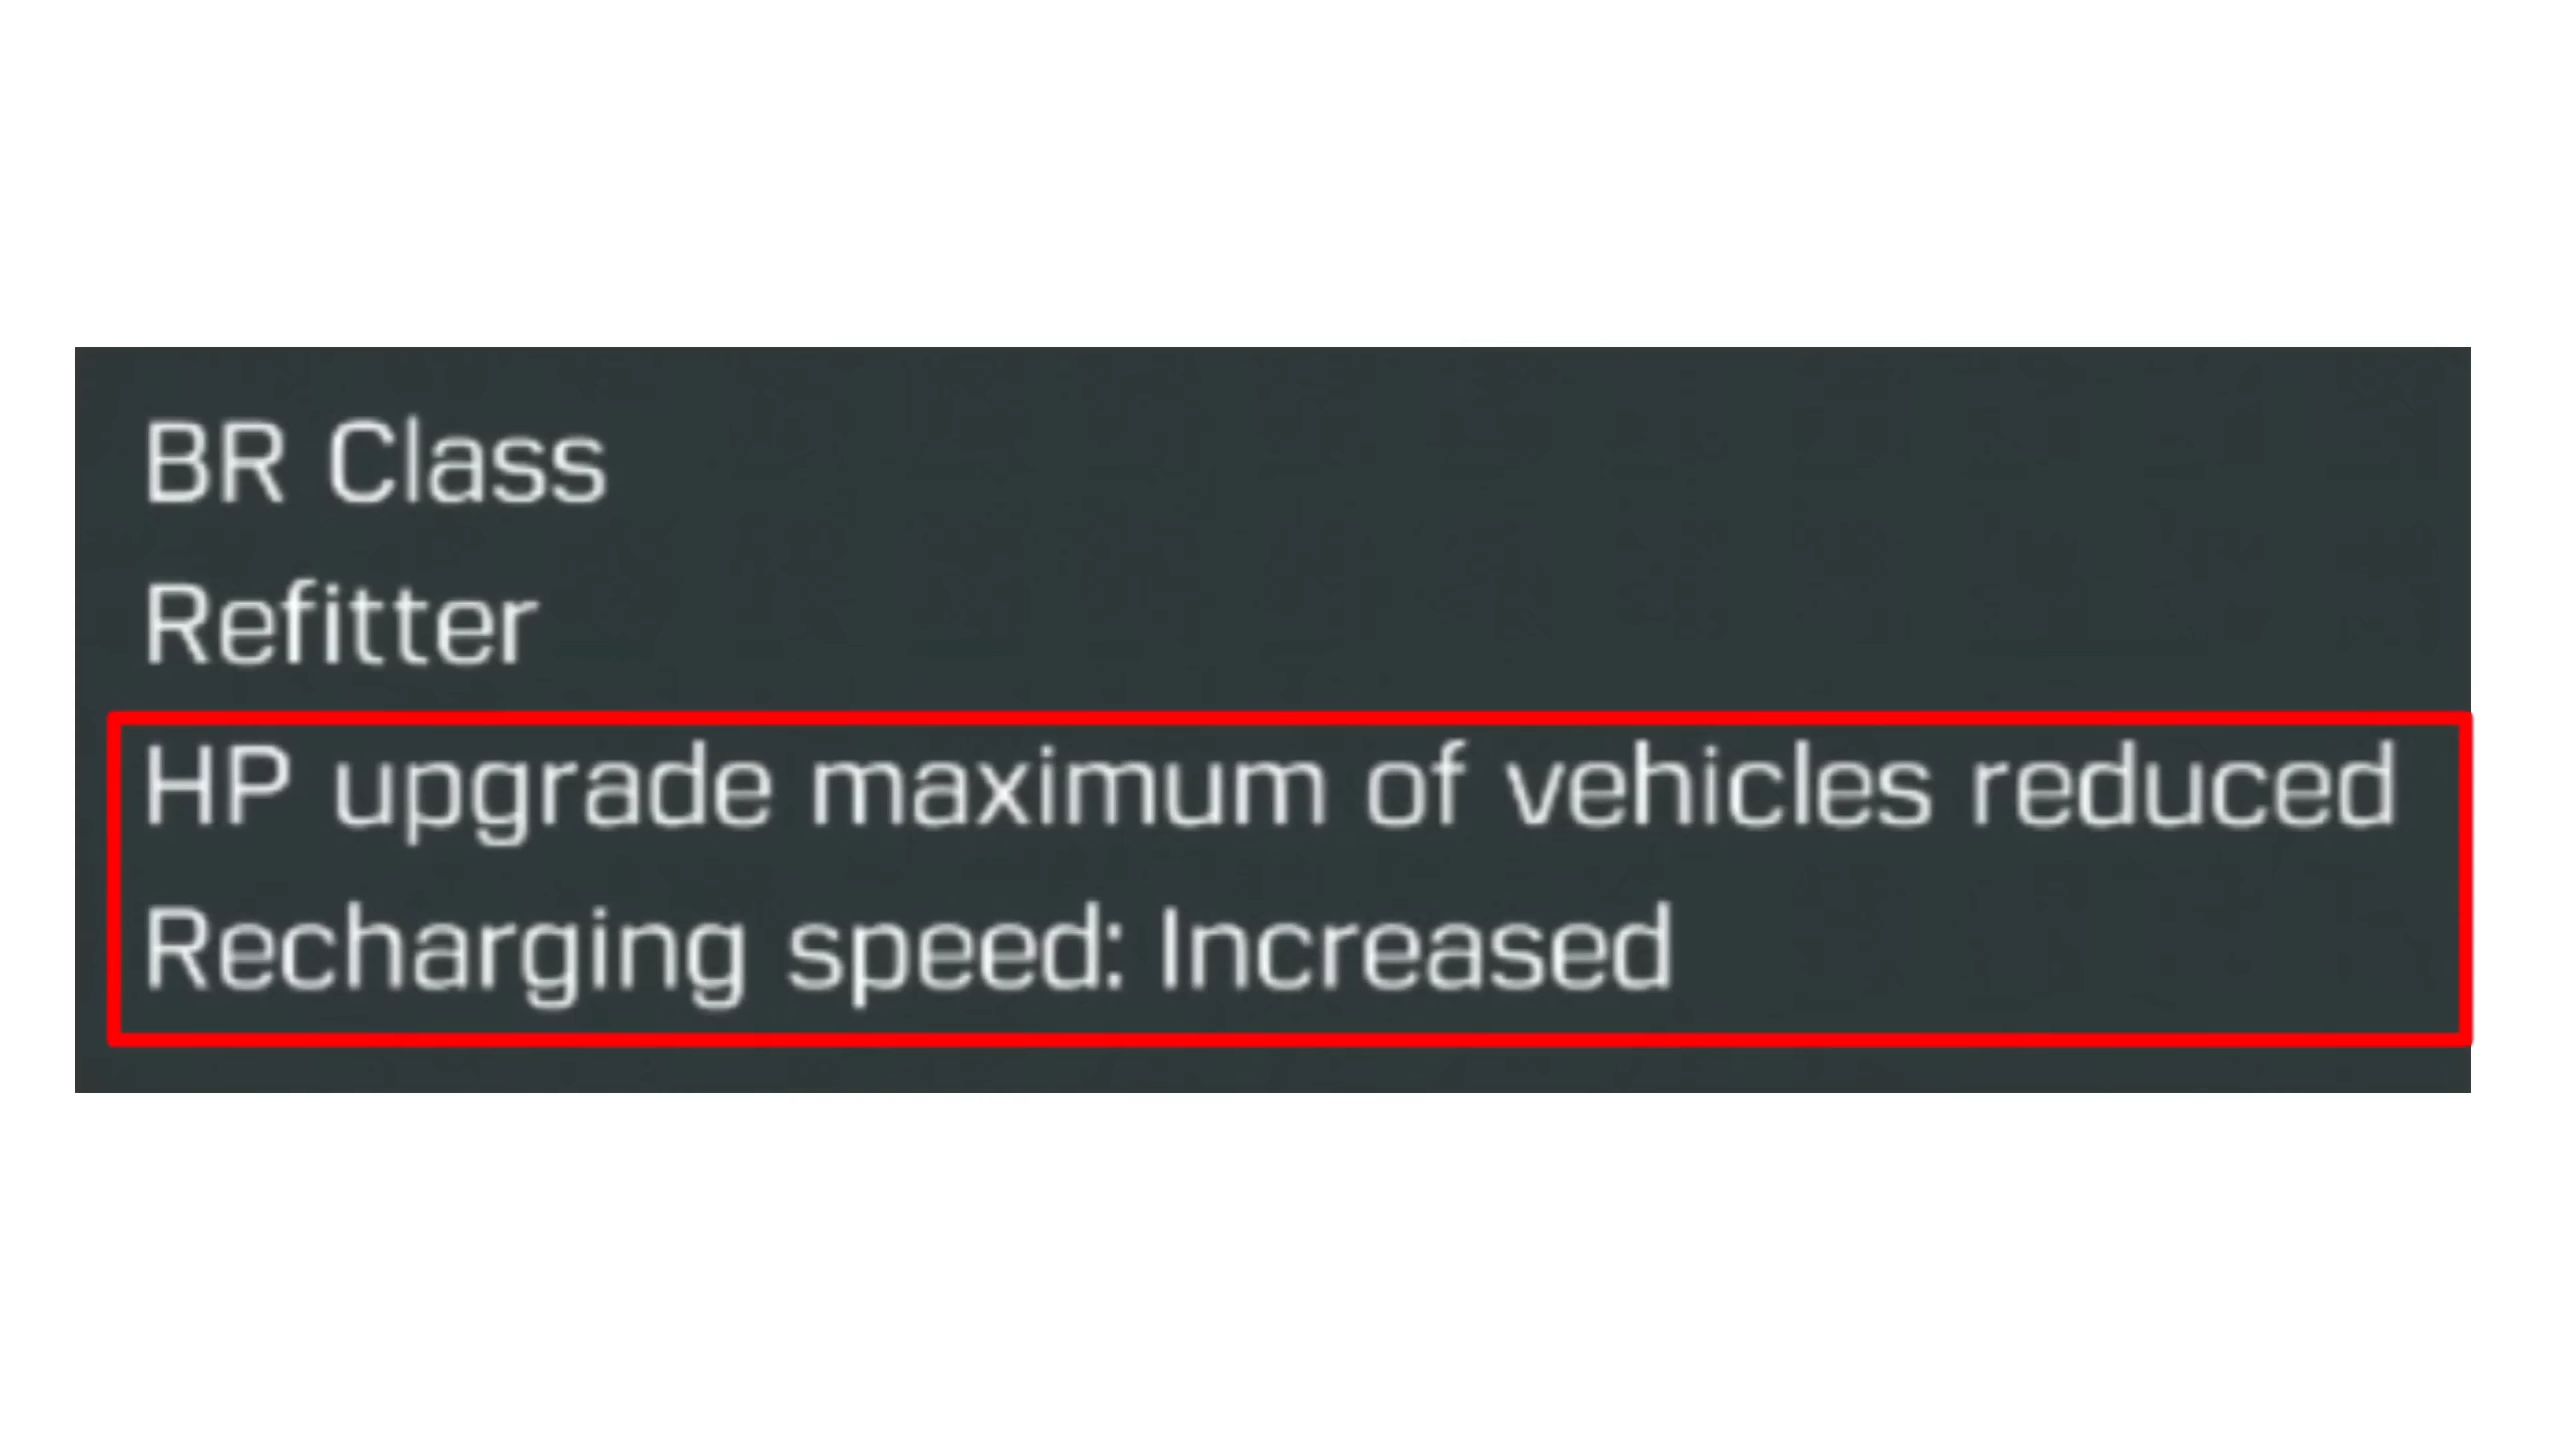 BR Class
Refitter
HP upgrade maximum of vehicles reduced
Recharging speed: Increased